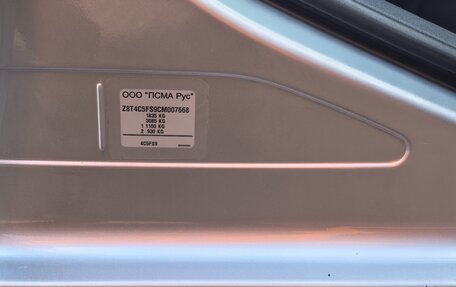 ООО "ПСМА Рус"
Z8T4C5FS9CM007668
1835 KG
3085 KG
1 1100 KG
2 930 KG
4C5FS9